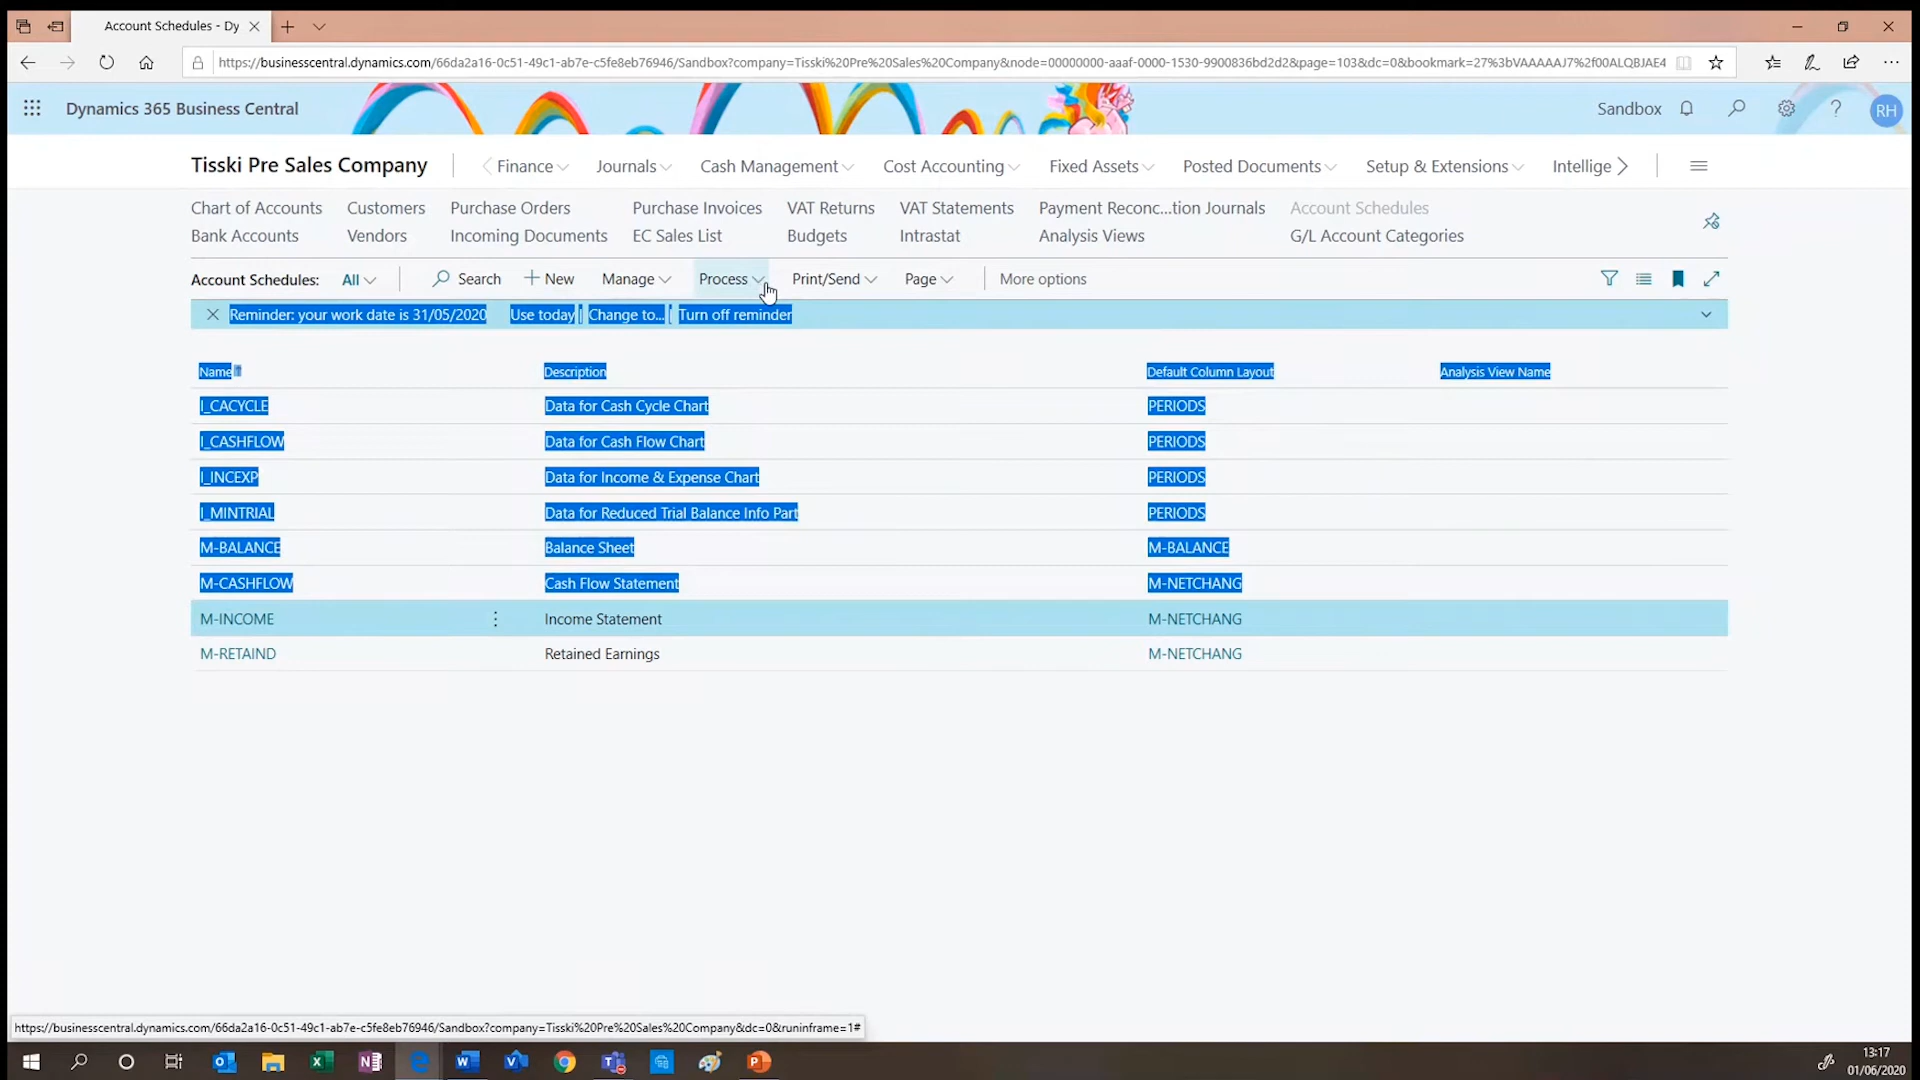 Account Schedules - Dy
https://businesscentral.dynamics.com/66da2a16-0c51-49c1-ab7e-c5fe8eb76946/Sandbox?company=Tisski%20Pre%20Sales%20Company&node=00000000-aaaf-0000-1530-9900836bd2d2&page=103&dc=0&bookmark=27%3bVAAAAAJ7%2f00ALQBJAE4
Dynamics 365 Business Central
Sandbox
RH
Tisski Pre Sales Company
Finance Journals Cash Management Cost Accounting Fixed Assets Posted Documents Setup & Extensions Intellige
Chart of Accounts Customers Purchase Orders Purchase Invoices VAT Returns VAT Statements Payment Reconc...tion Journals Account Schedules
Bank Accounts Vendors Incoming Documents EC Sales List Budgets Intrastat Analysis Views G/L Account Categories
Account Schedules: All Search New Manage Process Print/Send Page More options
Reminder: your work date is 31/05/2020 Use today | Change to... | Turn off reminder
Name Description Default Column Layout Analysis View Name
I_CACYCLE Data for Cash Cycle Chart PERIODS
I_CASHFLOW Data for Cash Flow Chart PERIODS
I_INCEXP Data for Income & Expense Chart PERIODS
I_MINTRIAL Data for Reduced Trial Balance Info Part PERIODS
M-BALANCE Balance Sheet M-BALANCE
M-CASHFLOW Cash Flow Statement M-NETCHANG
M-INCOME Income Statement M-NETCHANG
M-RETAIND Retained Earnings M-NETCHANG
https://businesscentral.dynamics.com/66da2a16-0c51-49c1-ab7e-c5fe8eb76946/Sandbox?company=Tisski%20Pre%20Sales%20Company&dc=0&runinframe=1#
13:17
01/06/2020